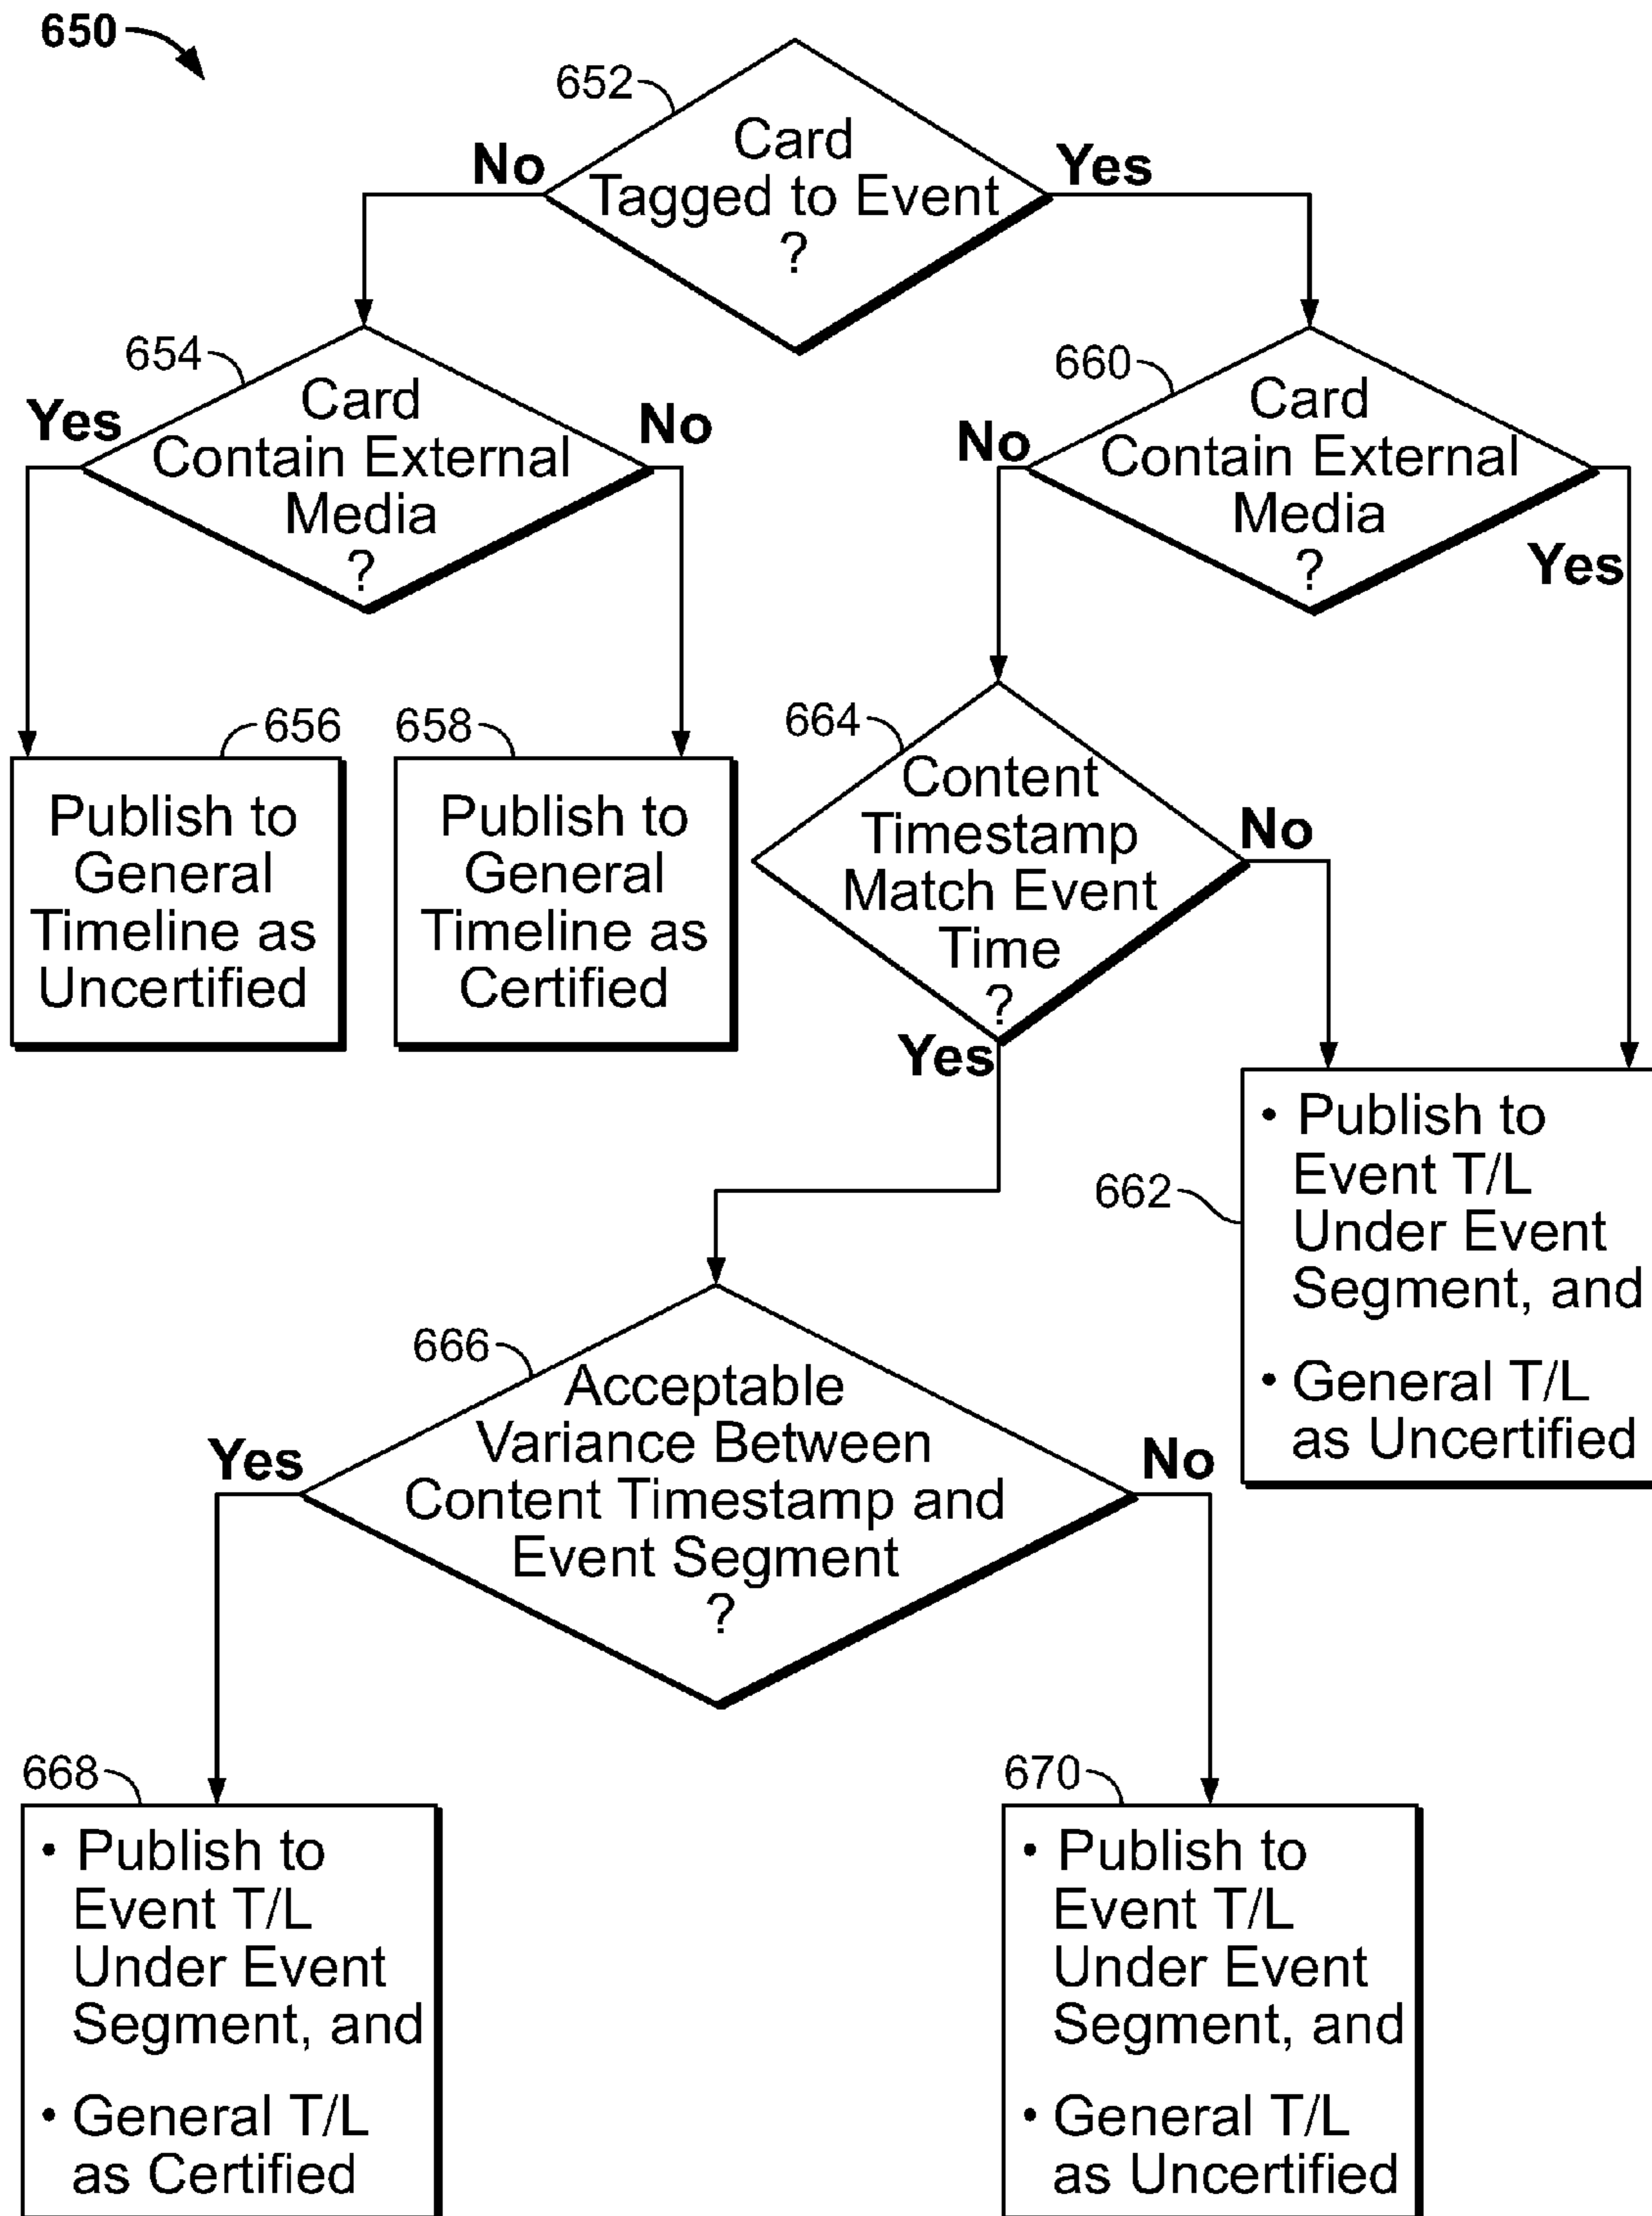 650
652
Card
Tagged to Event
?
No
Yes
654
Card
Contain External
Media
?
Yes
No
660
Card
Contain External
Media
?
No
Yes
656
Publish to
General
Timeline as
Uncertified
658
Publish to
General
Timeline as
Certified
664
Content
Timestamp
Match Event
Time
?
No
Yes
662
• Publish to
Event T/L
Under Event
Segment, and
• General T/L
as Uncertified
666
Acceptable
Variance Between
Content Timestamp and
Event Segment
?
Yes
No
668
• Publish to
Event T/L
Under Event
Segment, and
• General T/L
as Certified
670
• Publish to
Event T/L
Under Event
Segment, and
• General T/L
as Uncertified